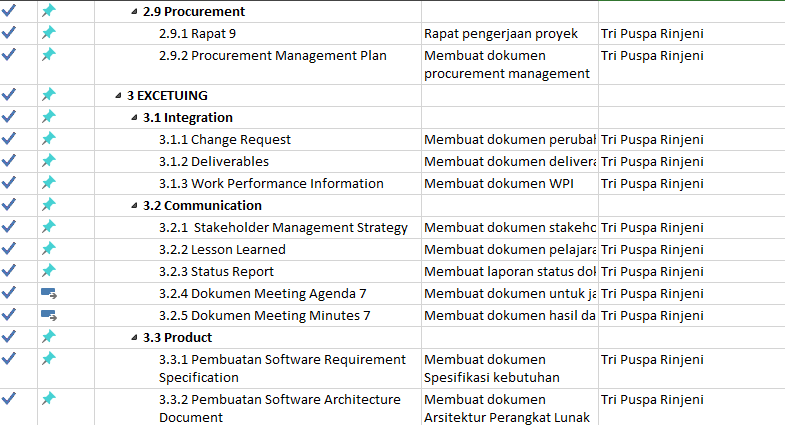 2.9 Procurement
2.9.1 Rapat 9 Rapat pengerjaan proyek Tri Puspa Rinjeni
2.9.2 Procurement Management Plan Membuat dokumen Tri Puspa Rinjeni
procurement management
3 EXCETUING
3.1 Integration
3.1.1 Change Request Membuat dokumen perubah Tri Puspa Rinjeni
3.1.2 Deliverables Membuat dokumen delivera Tri Puspa Rinjeni
3.1.3 Work Performance Information Membuat dokumen WPI Tri Puspa Rinjeni
3.2 Communication
3.2.1 Stakeholder Management Strategy Membuat dokumen stakeho Tri Puspa Rinjeni
3.2.2 Lesson Learned Membuat dokumen pelajara Tri Puspa Rinjeni
3.2.3 Status Report Membuat laporan status dok Tri Puspa Rinjeni
3.2.4 Dokumen Meeting Agenda 7 Membuat dokumen untuk ja Tri Puspa Rinjeni
3.2.5 Dokumen Meeting Minutes 7 Membuat dokumen hasil da Tri Puspa Rinjeni
3.3 Product
3.3.1 Pembuatan Software Requirement Membuat dokumen Tri Puspa Rinjeni
Specification Spesifikasi kebutuhan
3.3.2 Pembuatan Software Architecture Membuat dokumen Tri Puspa Rinjeni
Document Arsitektur Perangkat Lunak